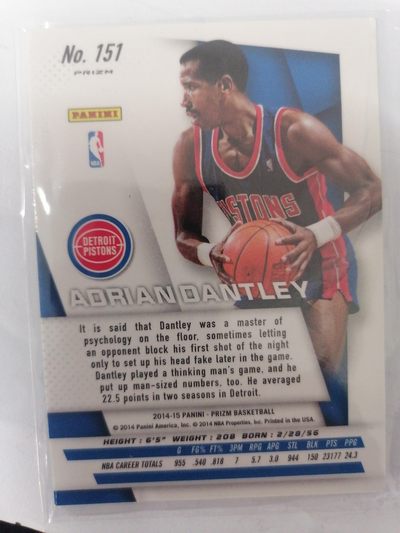 No. 151
PRIZM
PANINI
NBA
PISTONS
DETROIT
PISTONS
ADRIAN DANTLEY
It is said that Dantley was a master of
psychology on the floor, sometimes letting
an opponent block his first shot of the night
only to set up his head fake later in the game.
Dantley played a thinking man's game, and he
put up man-sized numbers, too. He averaged
22.5 points in two seasons in Detroit.
2014-15 PANINI - PRIZM BASKETBALL
© 2014 Panini America, Inc. © 2014 NBA Properties, Inc. Printed in the USA.
HEIGHT: 6'5" WEIGHT: 208 BORN: 2/28/56
G FG% FT% 3PM RPG APG STL BLK PTS PPG
NBA CAREER TOTALS 955 .540 .818 7 5.7 3.0 944 150 23177 24.3